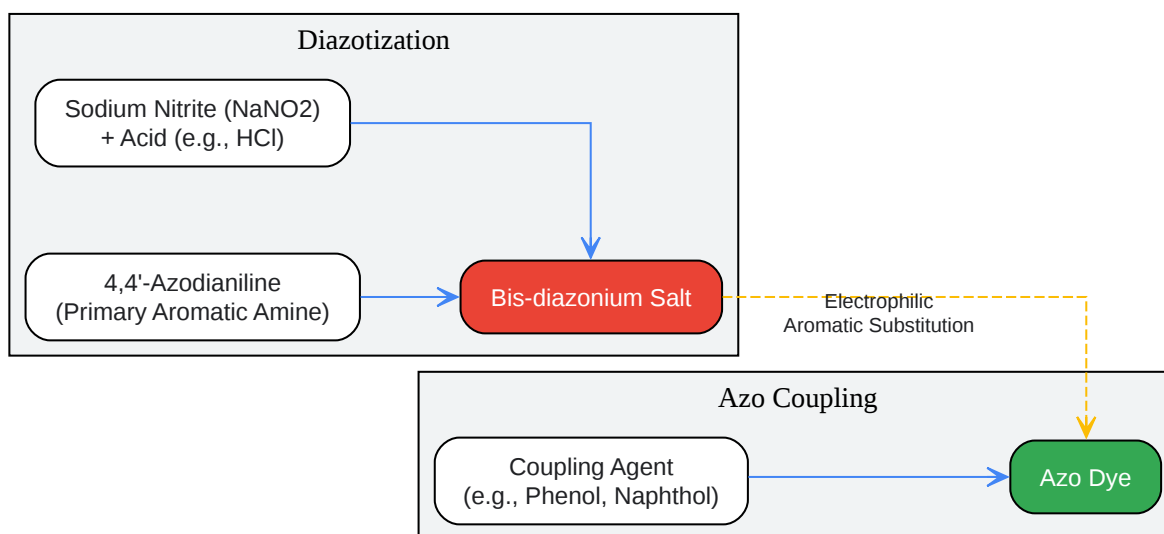 Diazotization
Sodium Nitrite (NaNO2)
+ Acid (e.g., HCl)
4,4'-Azodianiline
(Primary Aromatic Amine)
Bis-diazonium Salt
Electrophilic
Aromatic Substitution
Azo Coupling
Coupling Agent
(e.g., Phenol, Naphthol)
Azo Dye